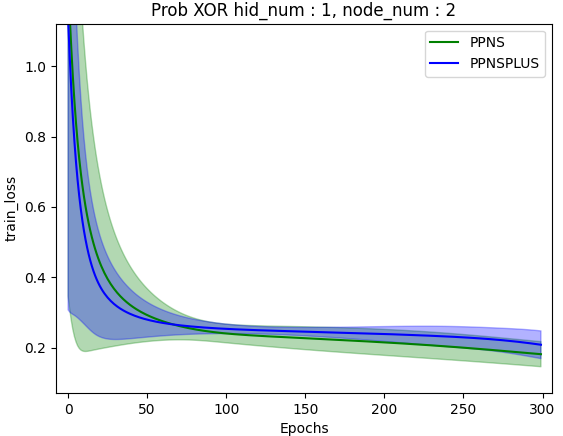 Prob XOR hid_num : 1, node_num : 2
PPNS
PPNSPLUS
train_loss
1.0
0.8
0.6
0.4
0.2
0 50 100 150 200 250 300
Epochs